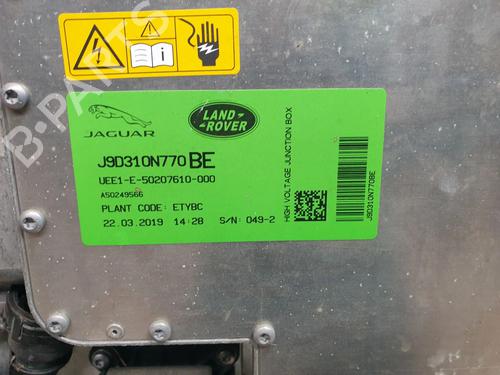 JAGUAR
LAND
ROVER
J9D310N770 BE
UEE1-E-50207610-000
A50249566
PLANT CODE: ETYBC
22.03.2019 14:28 S/N: 049-2
HIGH VOLTAGE JUNCTION BOX
J9D310N770BE
B-PARTS